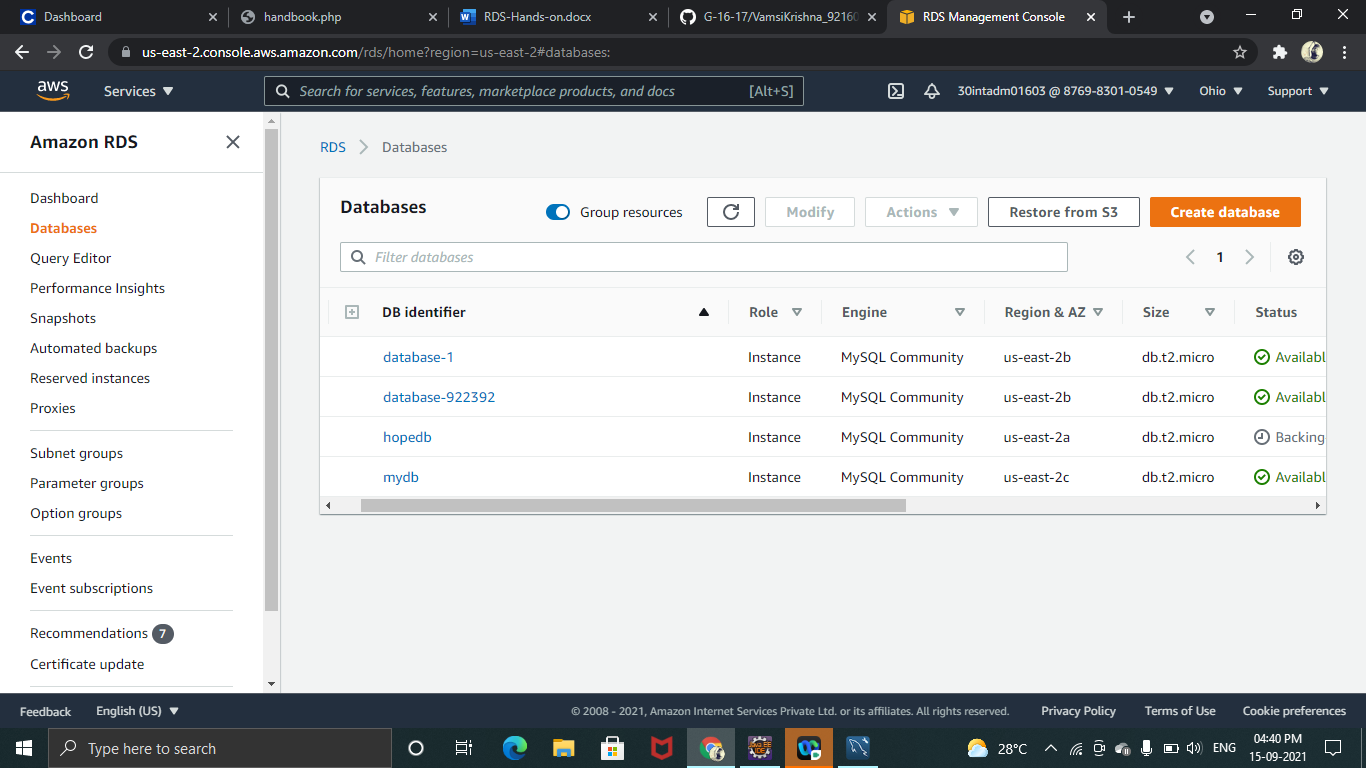 Dashboard
handbook.php
RDS-Hands-on.docx
G-16-17/VamsiKrishna_92160
RDS Management Console
us-east-2.console.aws.amazon.com/rds/home?region=us-east-2#databases:
aws
Services
Search for services, features, marketplace products, and docs
[Alt+S]
30intadm01603 @ 8769-8301-0549
Ohio
Support
Amazon RDS
Dashboard
Databases
Query Editor
Performance Insights
Snapshots
Automated backups
Reserved instances
Proxies
Subnet groups
Parameter groups
Option groups
Events
Event subscriptions
Recommendations 7
Certificate update
RDS Databases
Databases
Group resources
Modify
Actions
Restore from S3
Create database
Filter databases
1
DB identifier Role Engine Region & AZ Size Status
database-1 Instance MySQL Community us-east-2b db.t2.micro Availabl
database-922392 Instance MySQL Community us-east-2b db.t2.micro Availabl
hopedb Instance MySQL Community us-east-2a db.t2.micro Backing
mydb Instance MySQL Community us-east-2c db.t2.micro Availabl
Feedback
English (US)
© 2008 - 2021, Amazon Internet Services Private Ltd. or its affiliates. All rights reserved.
Privacy Policy
Terms of Use
Cookie preferences
Type here to search
28°C
ENG
04:40 PM
15-09-2021